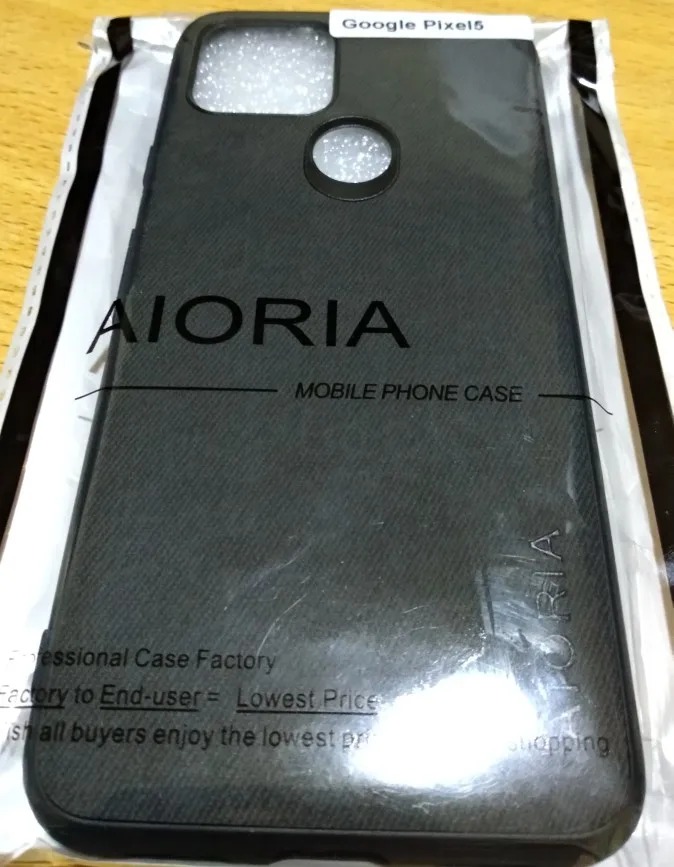 Google Pixel5
AIORIA
MOBILE PHONE CASE
AIORIA
Case Factory
Factory to End-user = Lowest Price
all buyers enjoy the lowest shopping